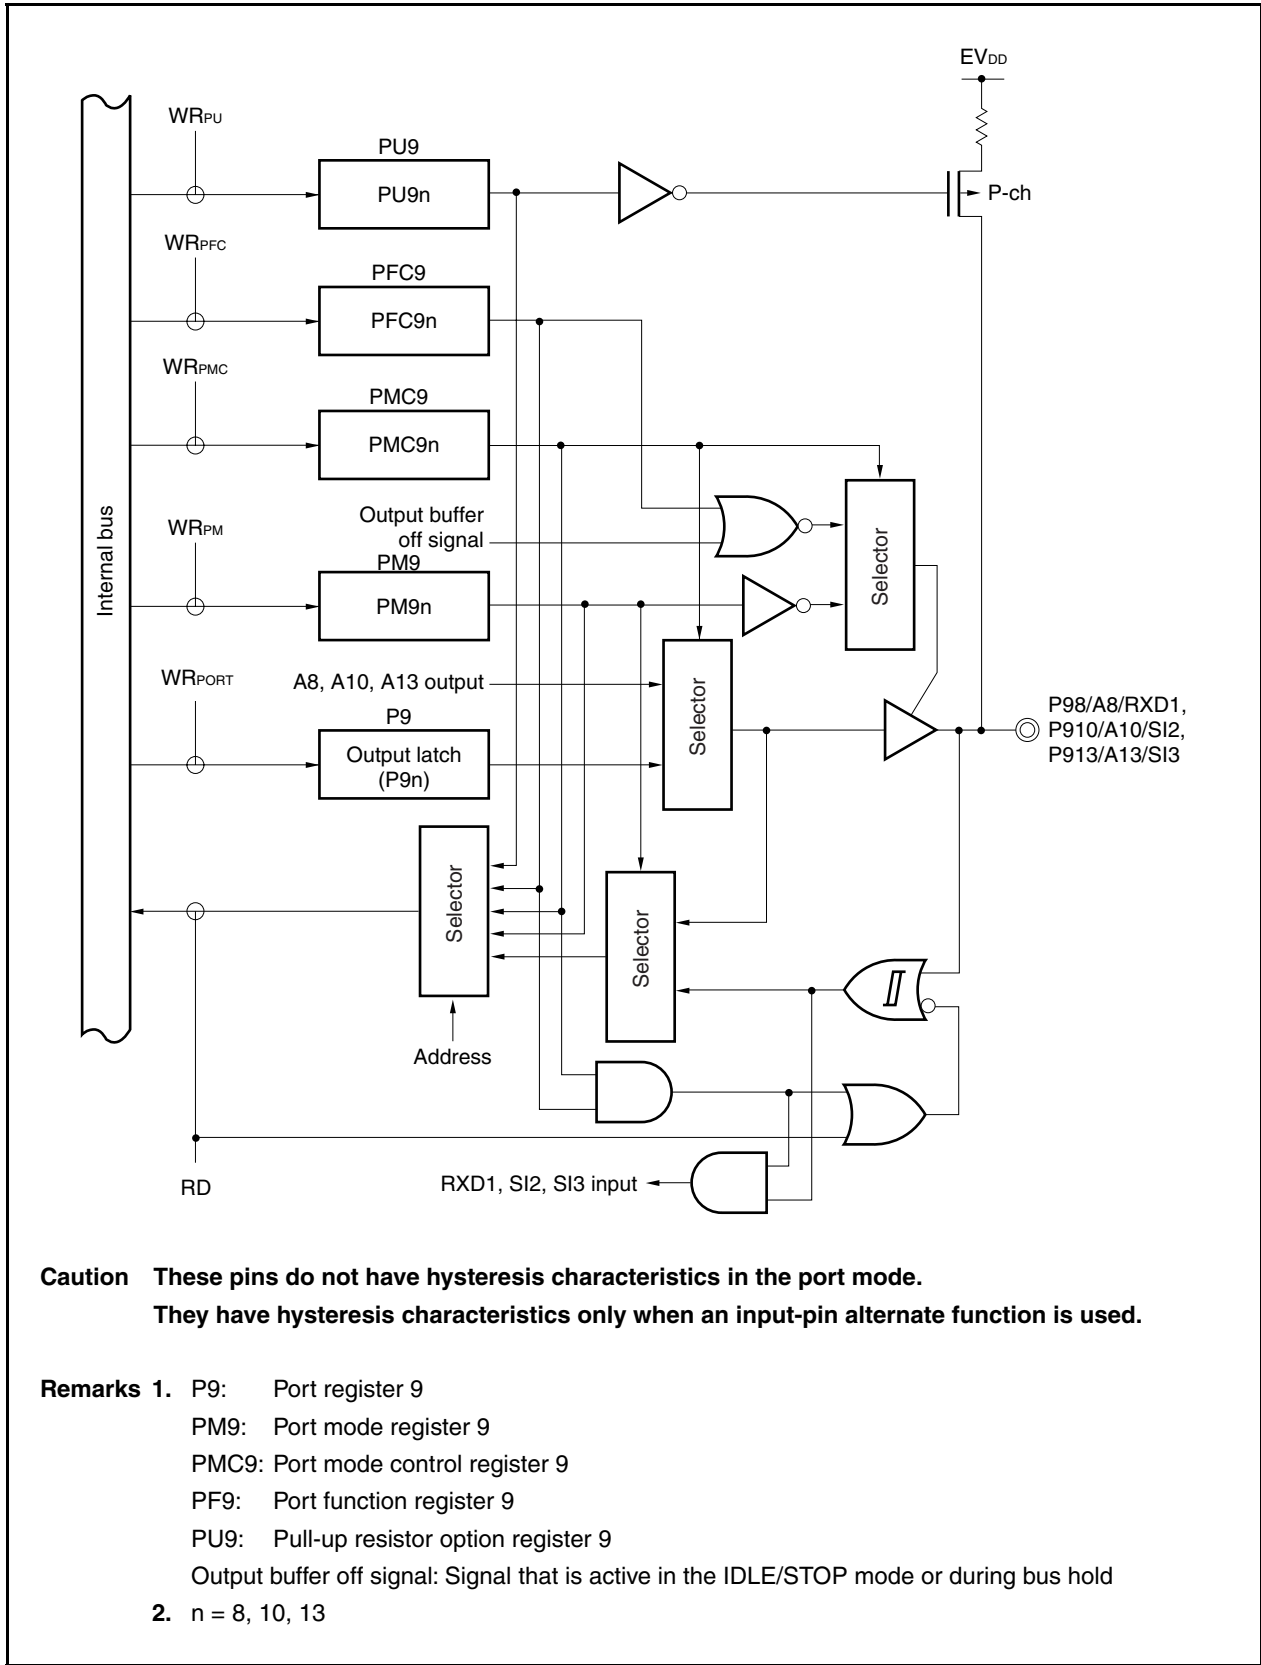 EVDD
WRPU
PU9
PU9n
P-ch
WRPFC
PFC9
PFC9n
WRPMC
PMC9
PMC9n
Internal bus
Output buffer
off signal
Selector
WRPM
PM9
PM9n
A8, A10, A13 output
Selector
WRPORT
P9
Output latch
(P9n)
P98/A8/RXD1,
P910/A10/SI2,
P913/A13/SI3
Selector
Selector
Address
RD
RXD1, SI2, SI3 input
Caution These pins do not have hysteresis characteristics in the port mode.
They have hysteresis characteristics only when an input-pin alternate function is used.
Remarks 1. P9: Port register 9
PM9: Port mode register 9
PMC9: Port mode control register 9
PF9: Port function register 9
PU9: Pull-up resistor option register 9
Output buffer off signal: Signal that is active in the IDLE/STOP mode or during bus hold
2. n = 8, 10, 13